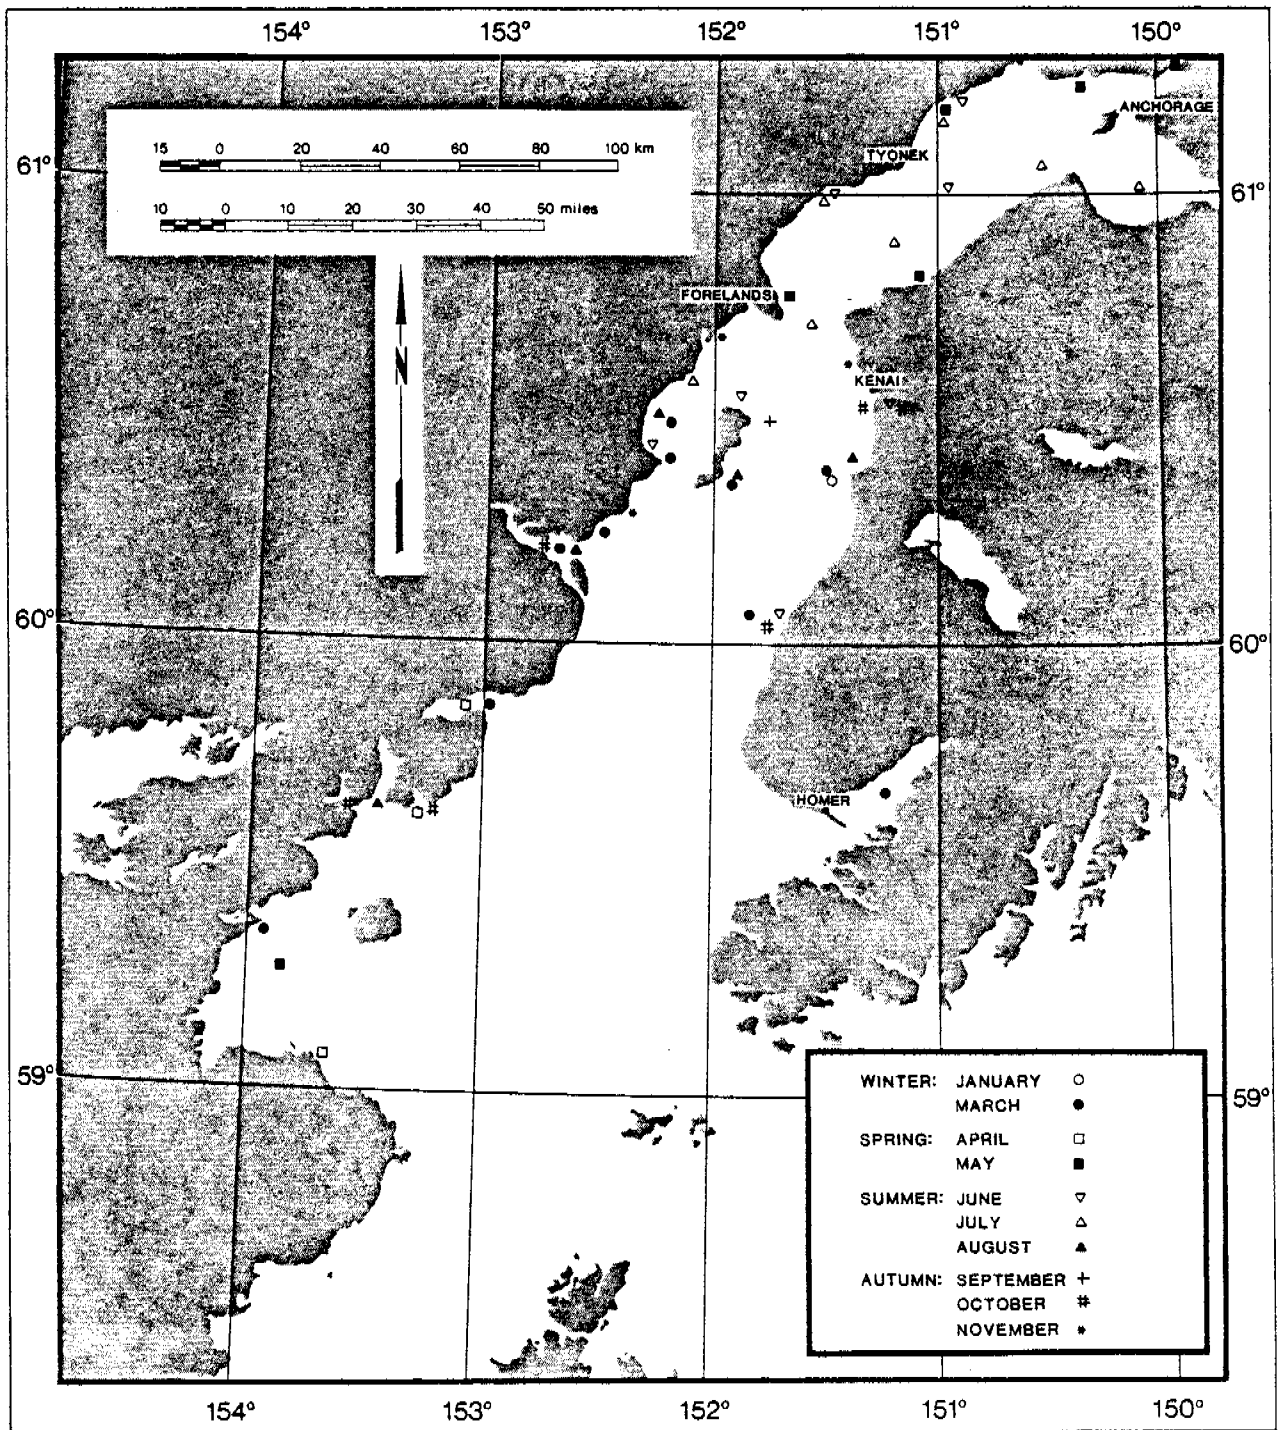 154° 153° 152° 151° 150°
ANCHORAGE
15 0 20 40 60 80 100 km
TYONEK
61° 61°
10 0 10 20 30 40 50 miles
FORELANDS
N
KENAI
60° 60°
HOMER
59° 59°
WINTER: JANUARY
MARCH
SPRING: APRIL
MAY
SUMMER: JUNE
JULY
AUGUST
AUTUMN: SEPTEMBER
OCTOBER
NOVEMBER
154° 153° 152° 151° 150°